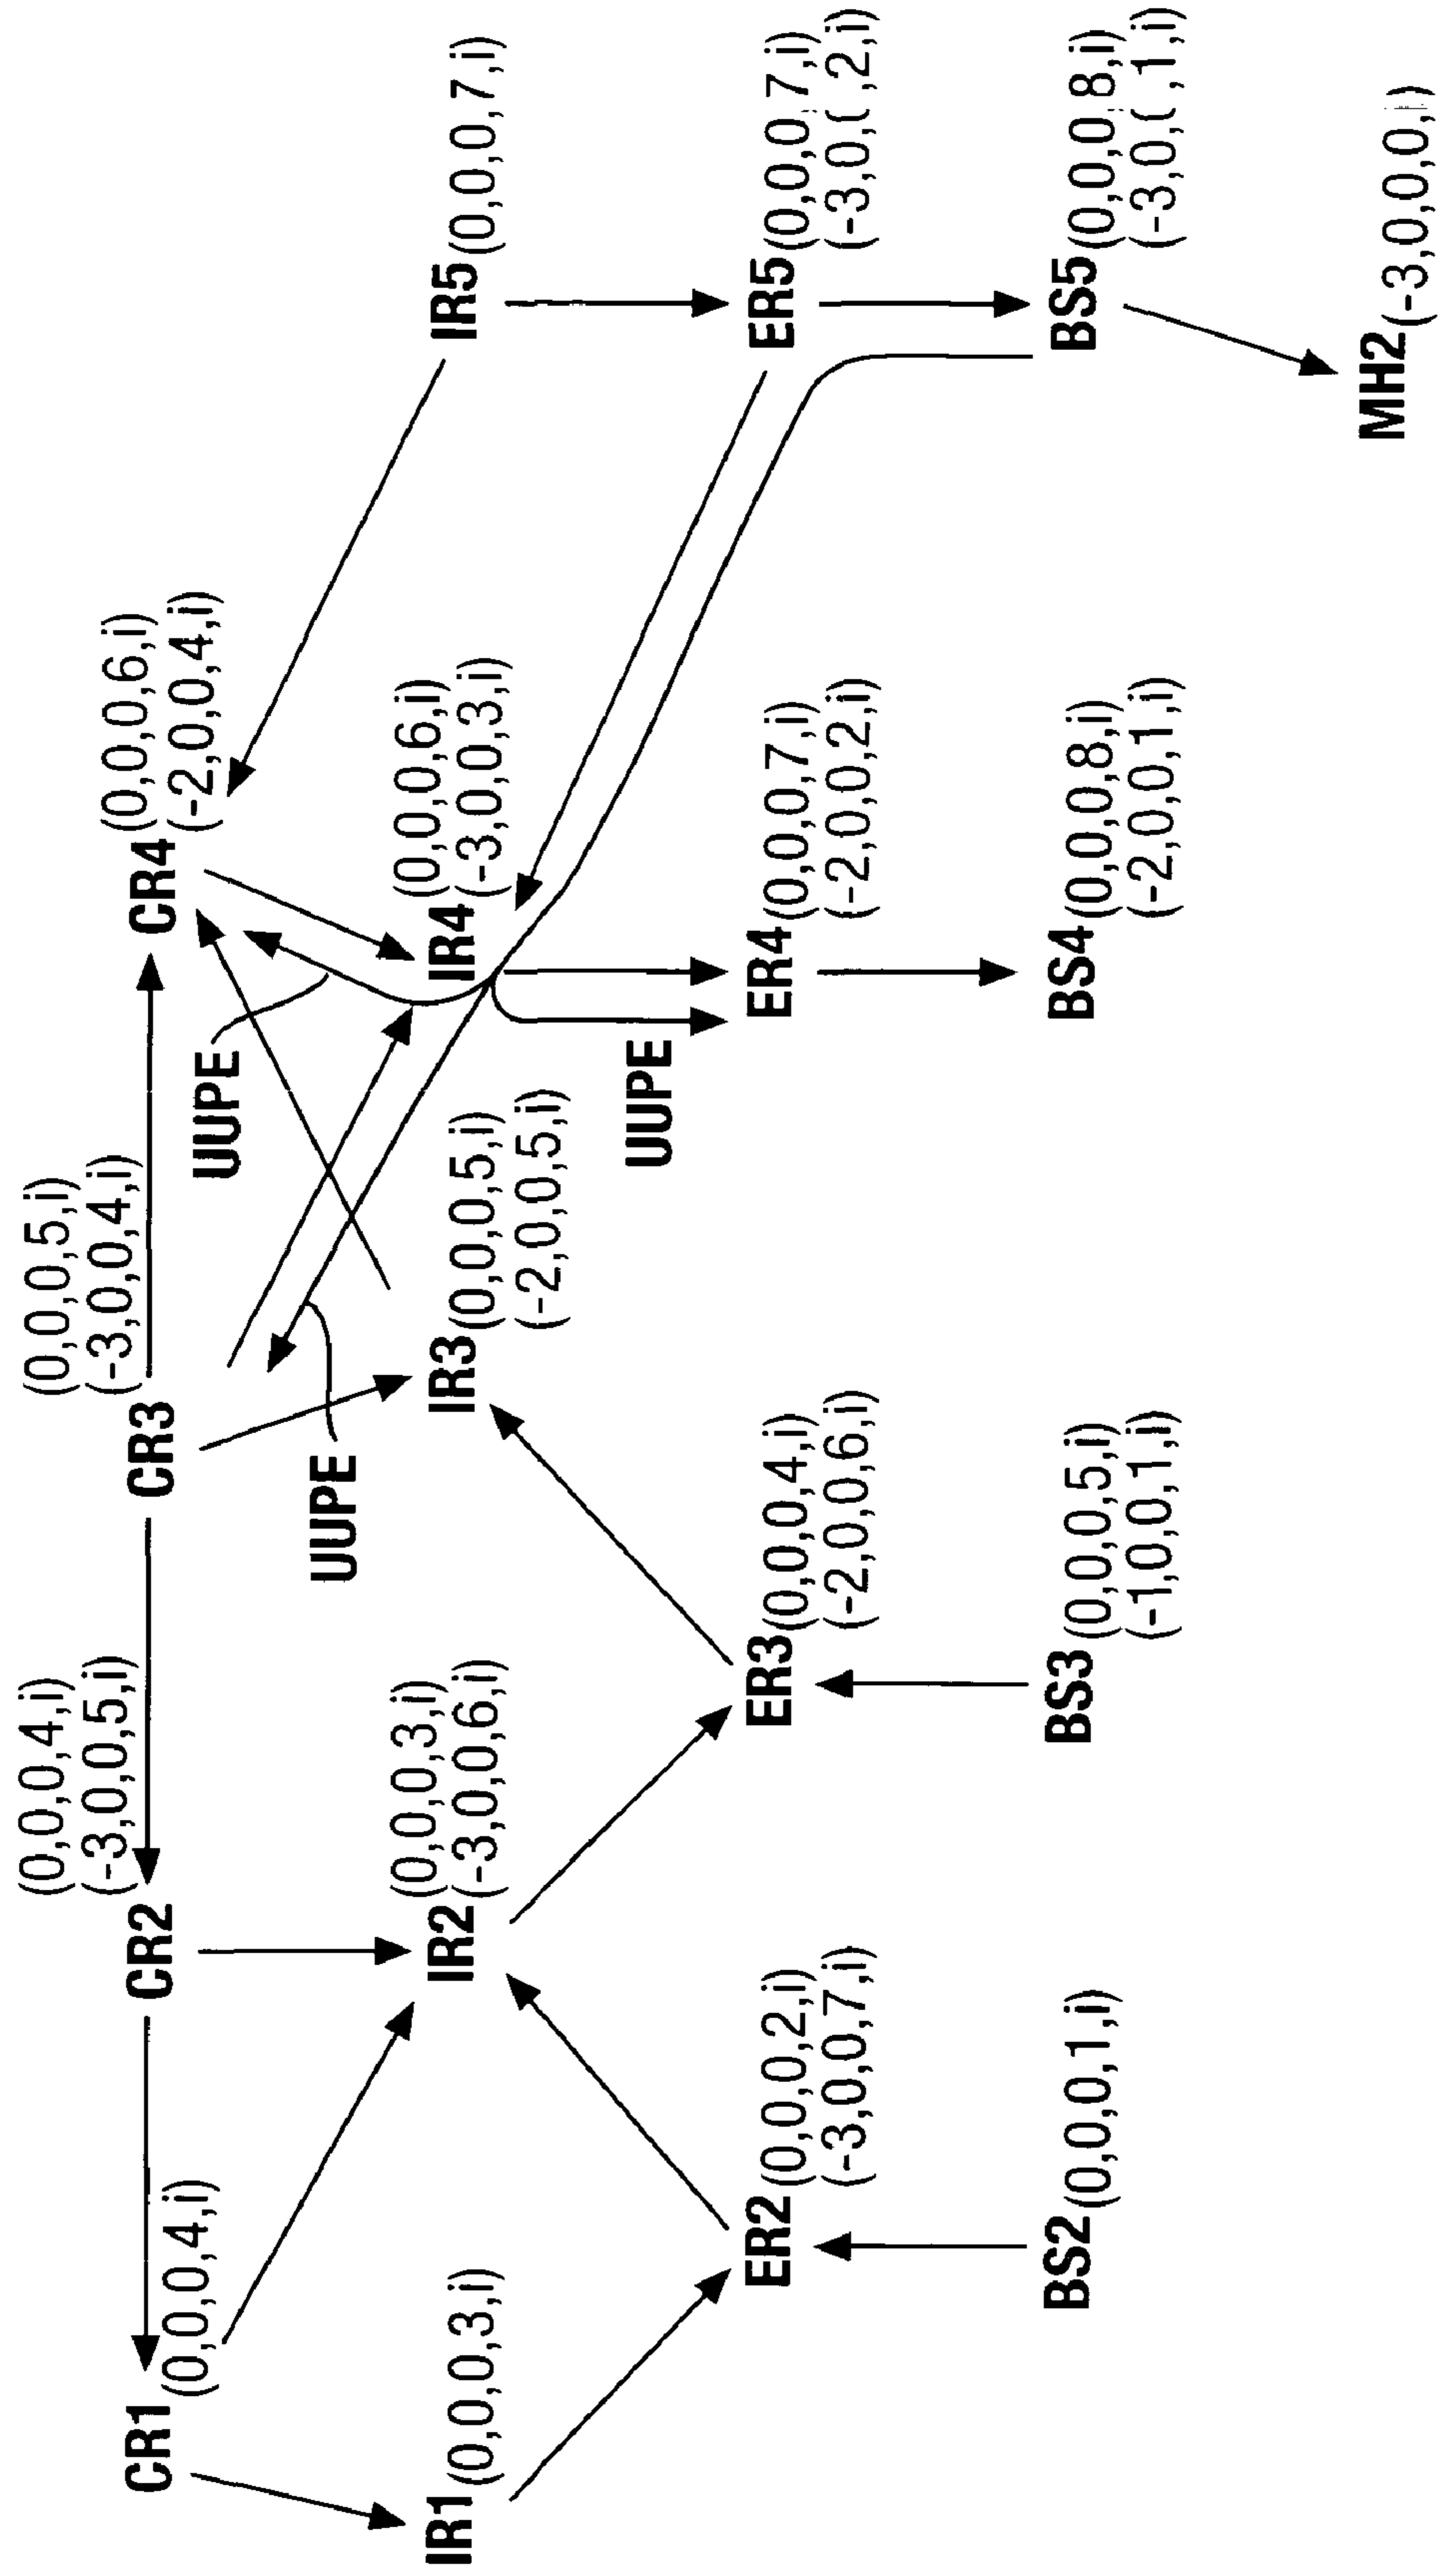 CR1
(0,0,0,4,i)
CR2
(0,0,0,4,i)
(-3,0,0,5,i)
CR3
(0,0,0,5,i)
(-3,0,0,4,i)
CR4
(0,0,0,6,i)
(-2,0,0,4,i)
UUPE
UUPE
IR1
(0,0,0,3,i)
IR2
(0,0,0,3,i)
(-3,0,0,6,i)
IR3
(0,0,0,5,i)
(-2,0,0,5,i)
IR4
(0,0,0,6,i)
(-3,0,0,3,i)
IR5
(0,0,0,7,i)
UUPE
ER2
(0,0,0,2,i)
(-3,0,0,7,i)
ER3
(0,0,0,4,i)
(-2,0,0,6,i)
ER4
(0,0,0,7,i)
(-2,0,0,2,i)
ER5
(0,0,0,7,i)
BS2
(0,0,0,1,i)
BS3
(0,0,0,5,i)
(-1,0,0,1,i)
BS4
(0,0,0,8,i)
(-2,0,0,1,i)
BS5
(0,0,0,8,i)
MH2